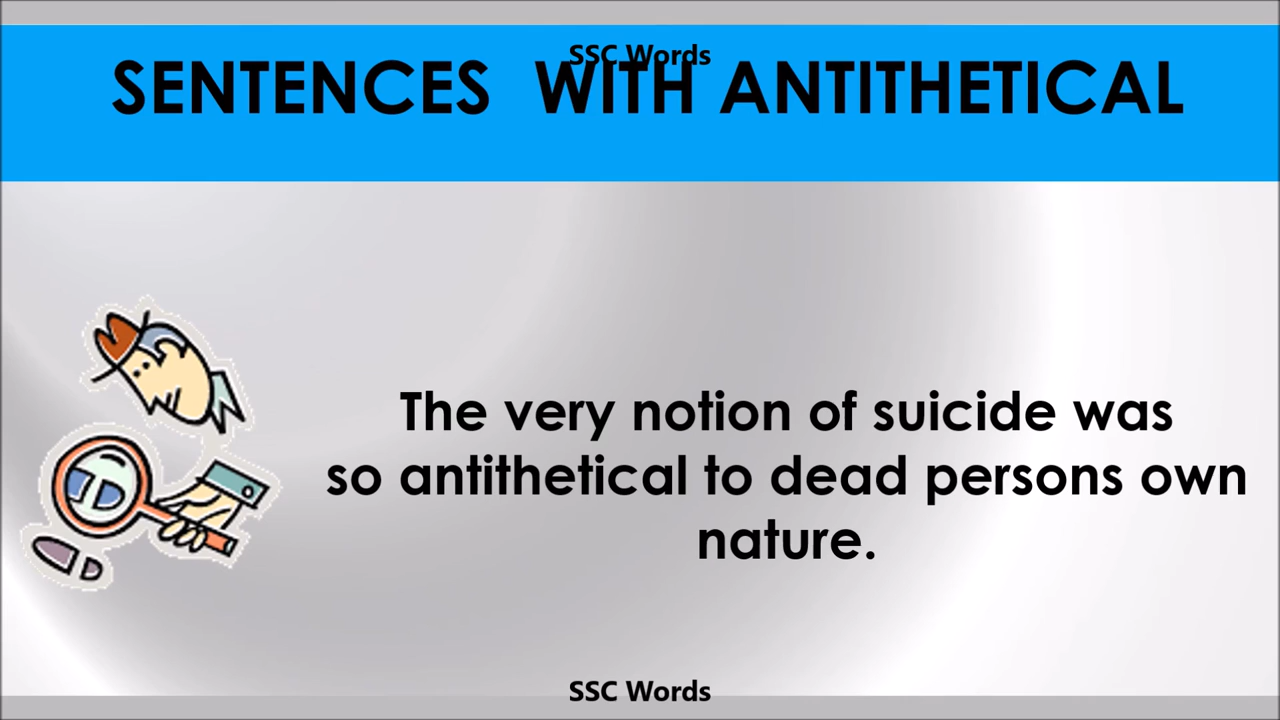 SSC Words
SENTENCES WITH ANTITHETICAL
The very notion of suicide was
so antithetical to dead persons own
nature.
SSC Words